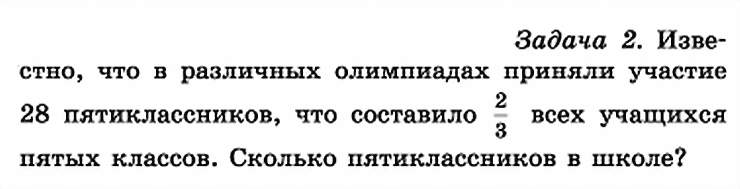 Задача 2. Изве-
стно, что в различных олимпиадах приняли участие
28 пятиклассников, что составило 2/3 всех учащихся
пятых классов. Сколько пятиклассников в школе?